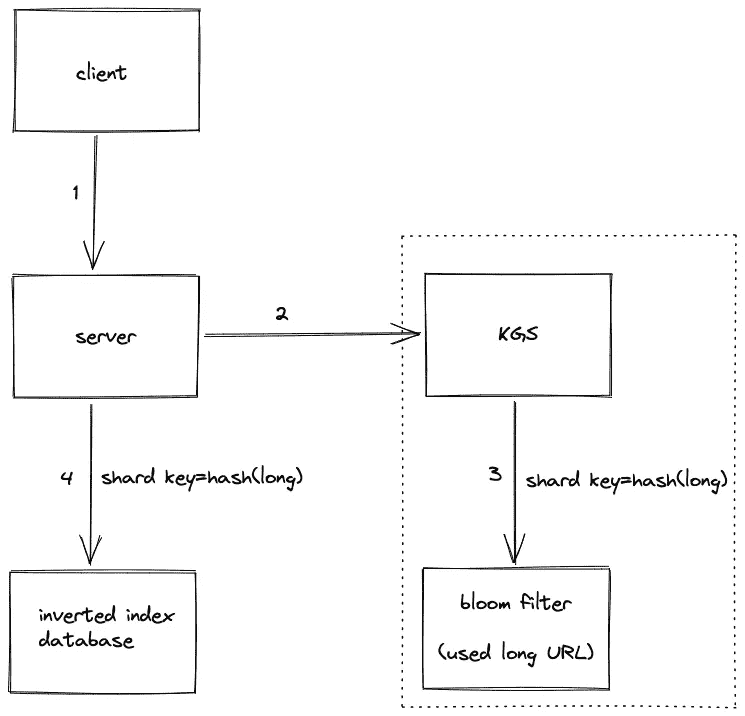 client
1
server
2
KGS
4
shard key=hash(long)
3
shard key=hash(long)
inverted index
database
bloom filter
(used long URL)